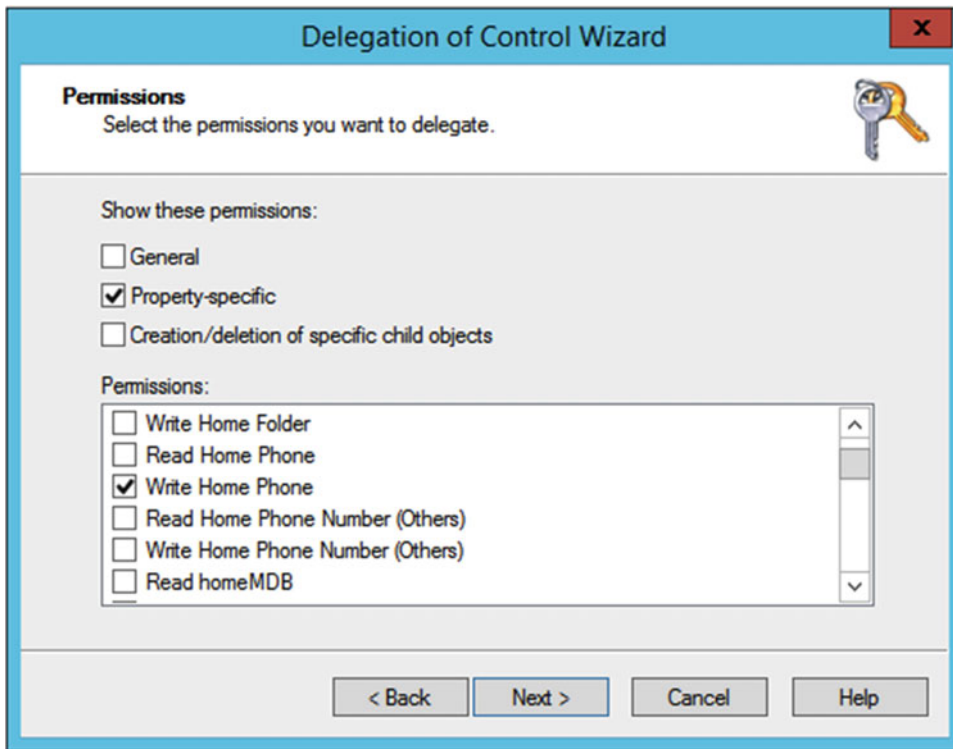 Delegation of Control Wizard
x
Permissions
Select the permissions you want to delegate.
Show these permissions:
General
Property-specific
Creation/deletion of specific child objects
Permissions:
Write Home Folder
Read Home Phone
Write Home Phone
Read Home Phone Number (Others)
Write Home Phone Number (Others)
Read homeMDB
< Back Next > Cancel Help